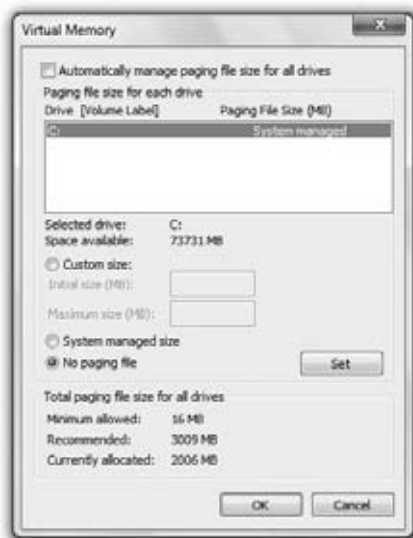 Virtual Memory
Automatically manage paging file size for all drives
Paging file size for each drive
Drive [Volume Label] Paging File Size (MB)
C: System managed
Selected drive: C:
Space available: 73731 MB
Custom size:
Initial size (MB):
Maximum size (MB):
System managed size
No paging file Set
Total paging file size for all drives
Minimum allowed: 16 MB
Recommended: 3009 MB
Currently allocated: 2006 MB
OK Cancel